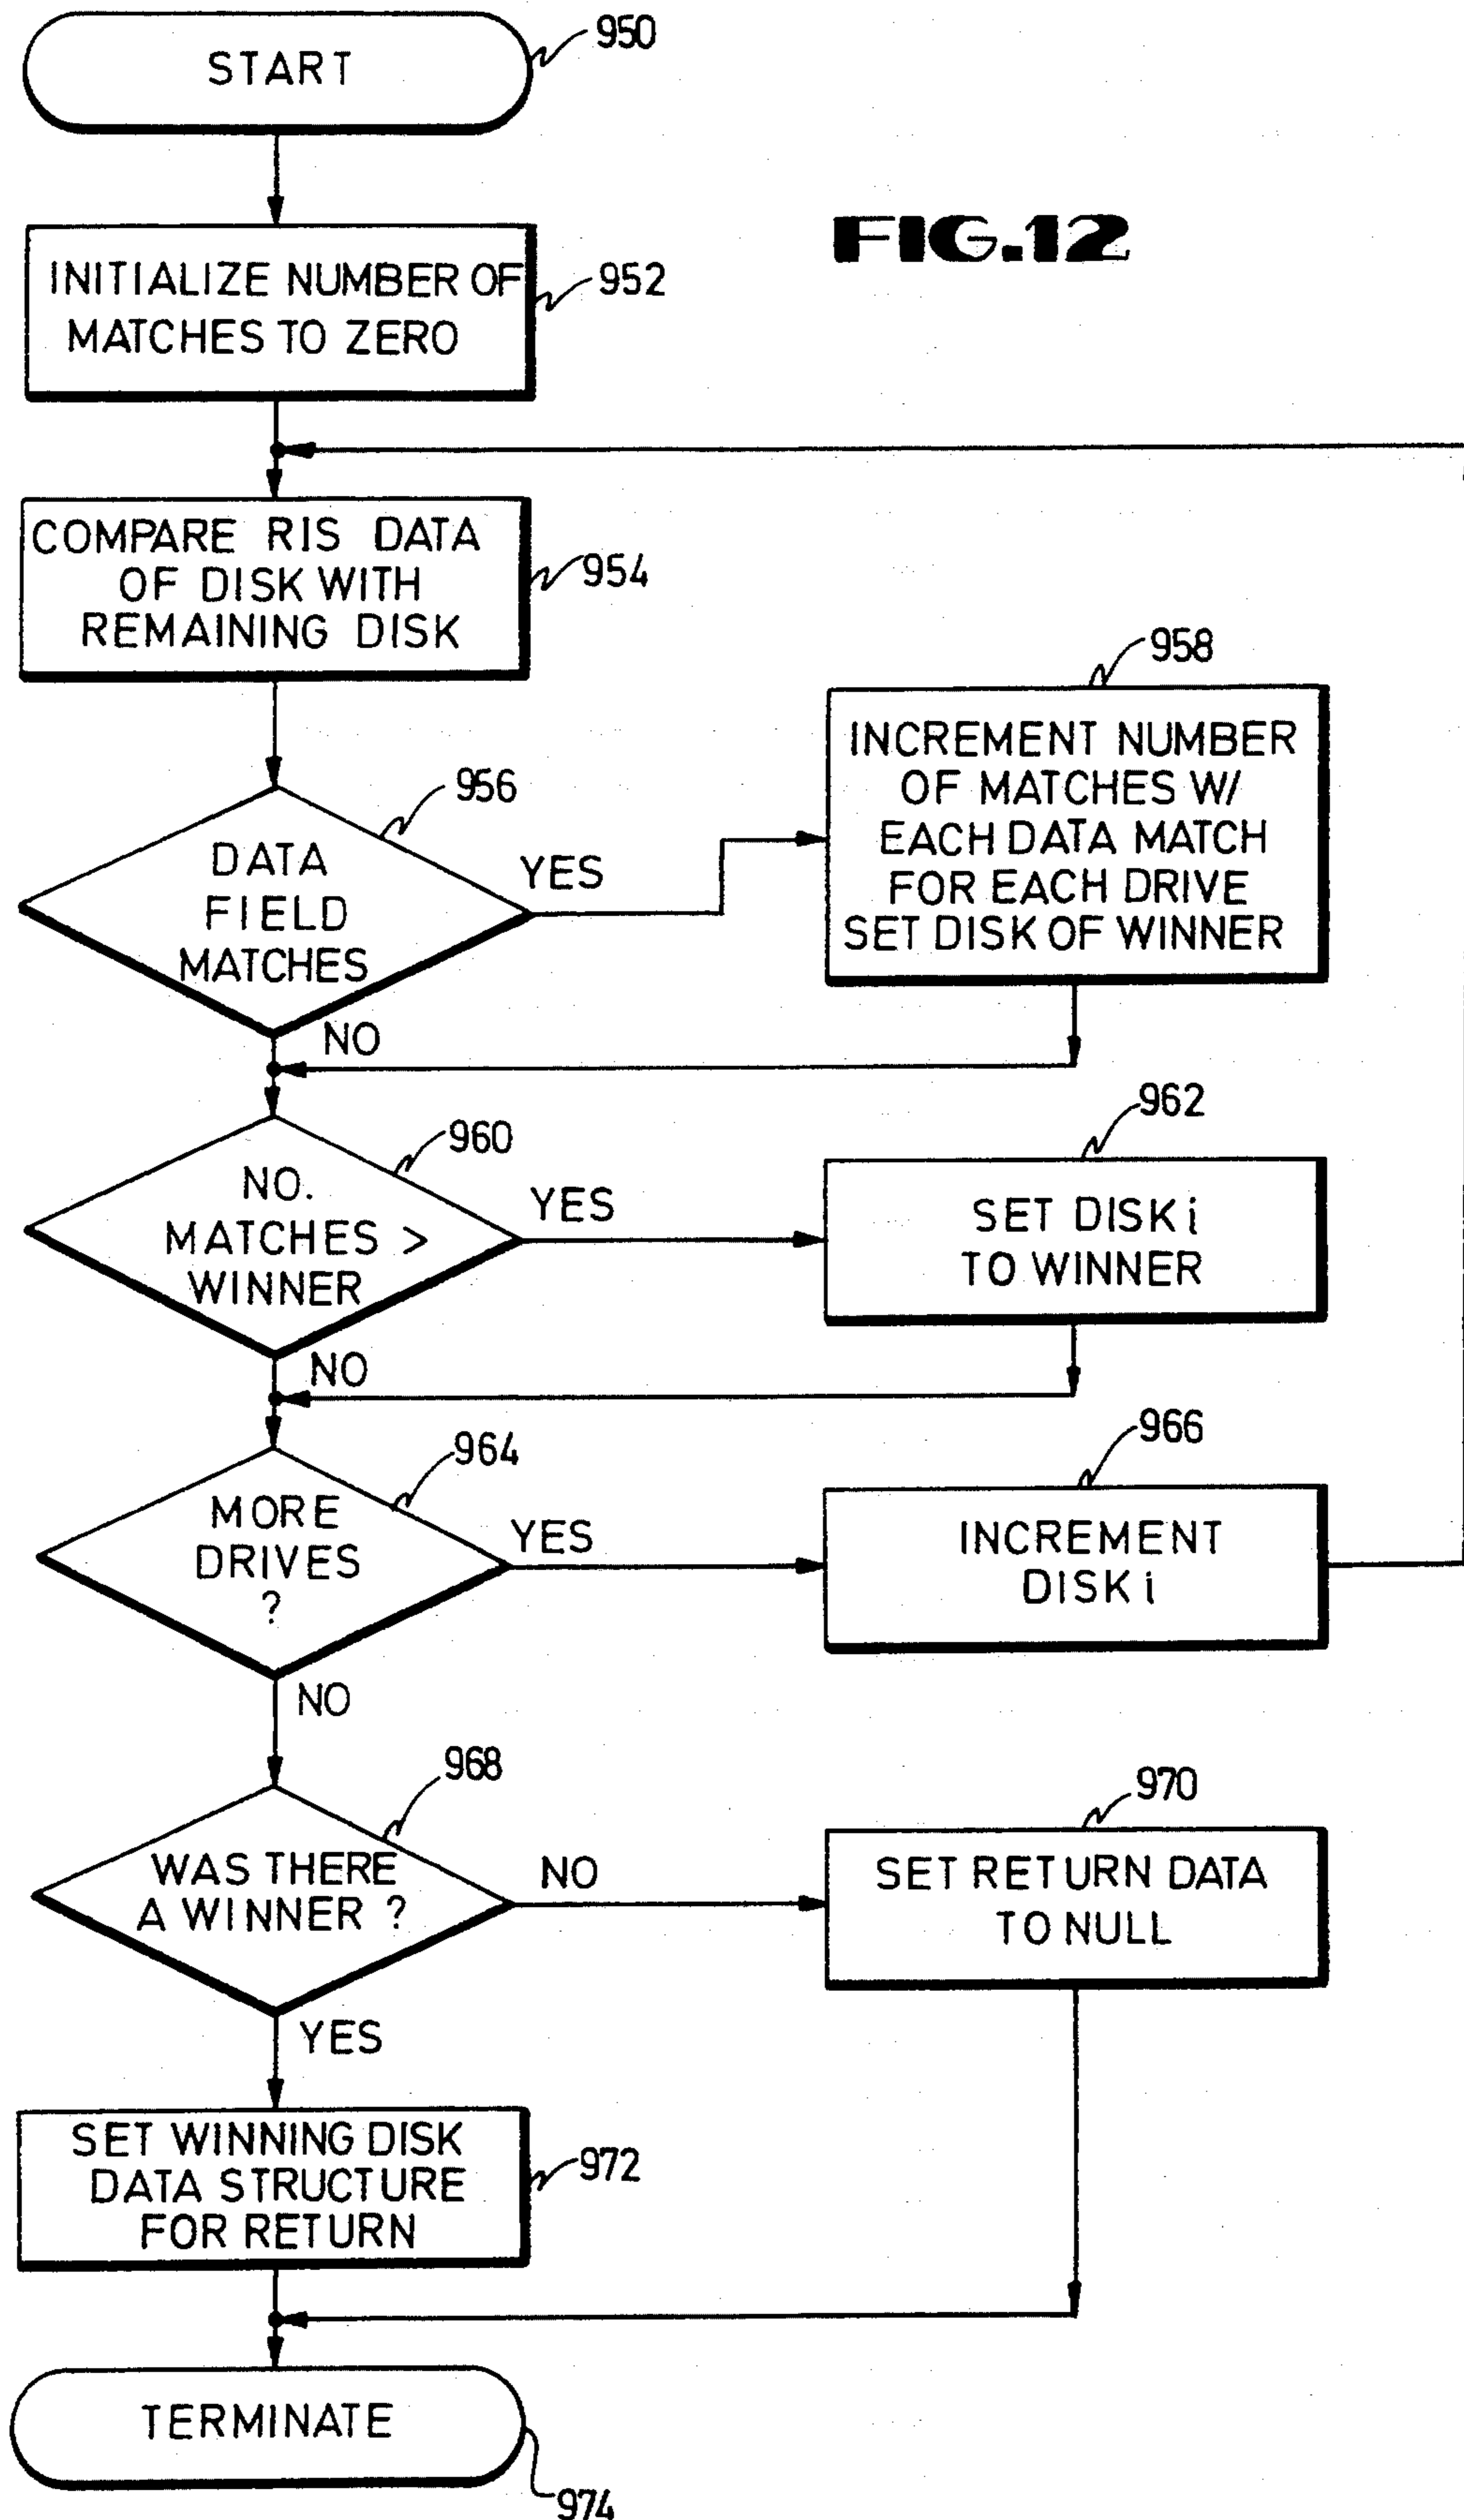 START
950
FIG.12
INITIALIZE NUMBER OF
MATCHES TO ZERO
952
COMPARE RIS DATA
OF DISK WITH
REMAINING DISK
954
958
INCREMENT NUMBER
OF MATCHES W/
EACH DATA MATCH
FOR EACH DRIVE
SET DISK OF WINNER
956
DATA
FIELD
MATCHES
YES
NO
960
NO.
MATCHES >
WINNER
YES
NO
962
SET DISK i
TO WINNER
964
MORE
DRIVES
?
YES
NO
966
INCREMENT
DISK i
968
WAS THERE
A WINNER ?
NO
YES
970
SET RETURN DATA
TO NULL
SET WINNING DISK
DATA STRUCTURE
FOR RETURN
972
TERMINATE
974